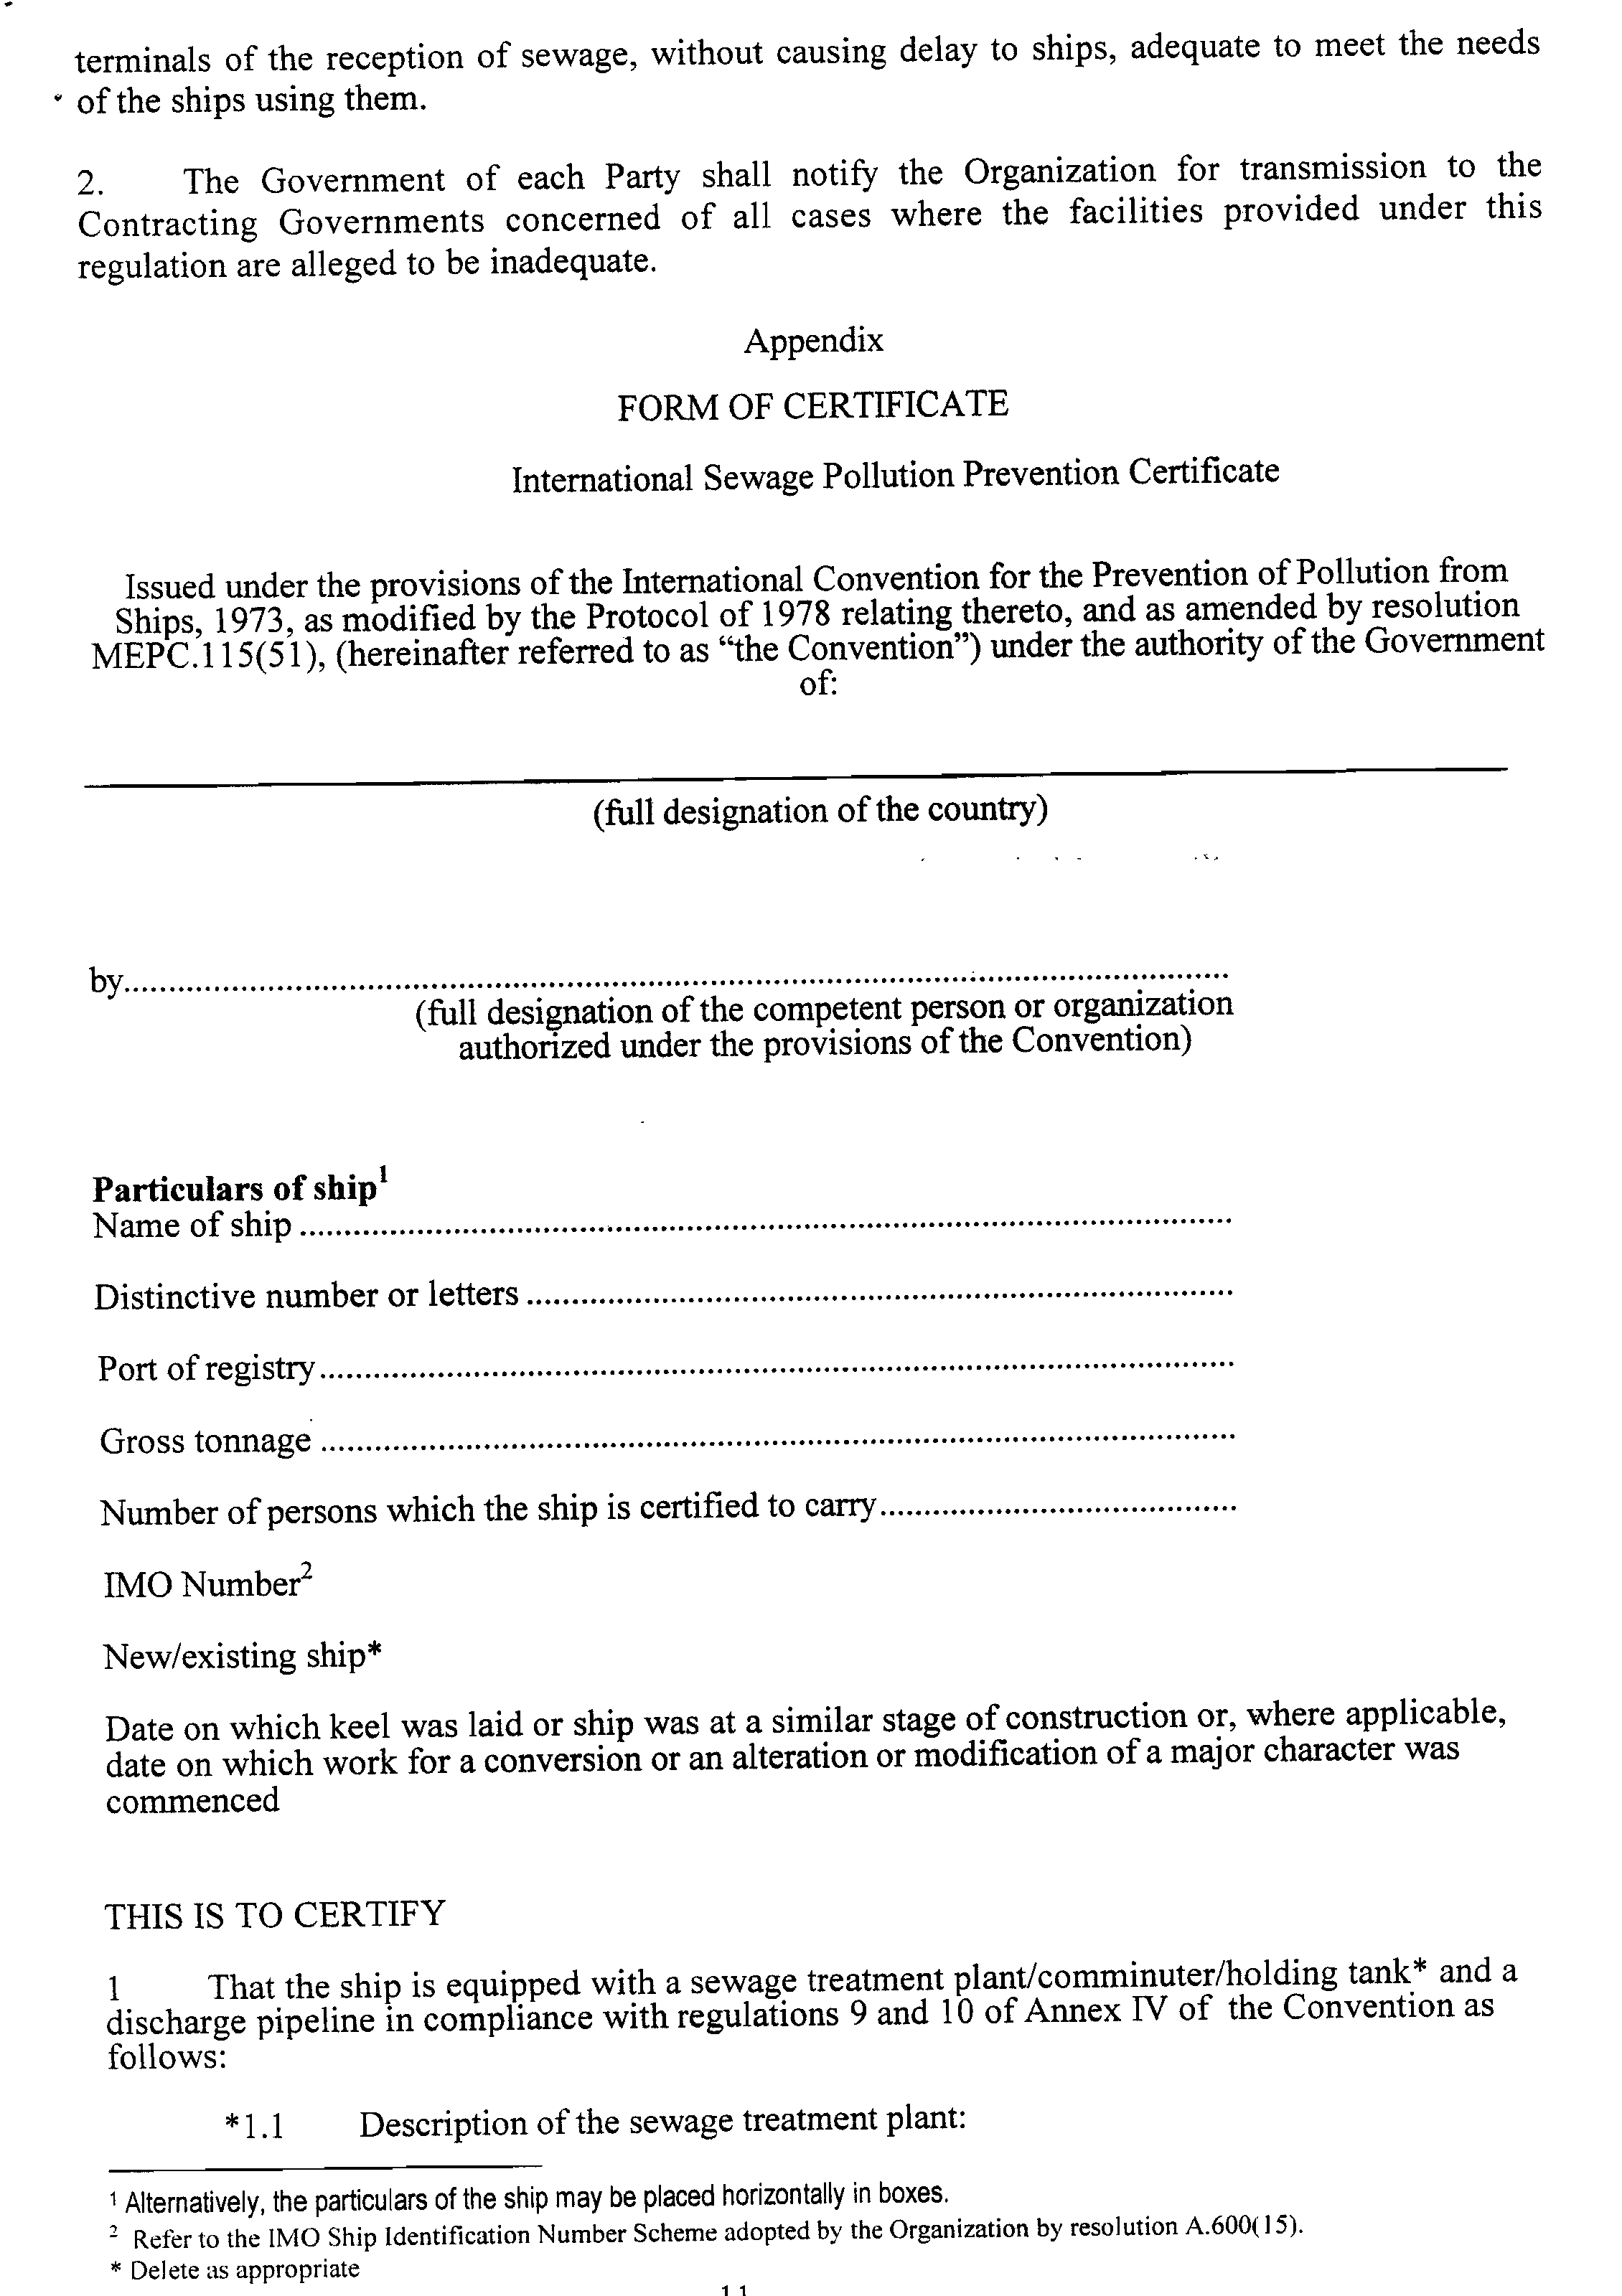 terminals of the reception of sewage, without causing delay to ships, adequate to meet the needs
of the ships using them.
2. The Government of each Party shall notify the Organization for transmission to the
Contracting Governments concerned of all cases where the facilities provided under this
regulation are alleged to be inadequate.
Appendix
FORM OF CERTIFICATE
International Sewage Pollution Prevention Certificate
Issued under the provisions of the International Convention for the Prevention of Pollution from
Ships, 1973, as modified by the Protocol of 1978 relating thereto, and as amended by resolution
MEPC.115(51), (hereinafter referred to as “the Convention”) under the authority of the Government
of:
(full designation of the country)
by..........................................................................................................................
(full designation of the competent person or organization
authorized under the provisions of the Convention)
Particulars of ship¹
Name of ship ......................................................................................................
Distinctive number or letters ..............................................................................
Port of registry.....................................................................................................
Gross tonnage .....................................................................................................
Number of persons which the ship is certified to carry.......................................
IMO Number²
New/existing ship*
Date on which keel was laid or ship was at a similar stage of construction or, where applicable,
date on which work for a conversion or an alteration or modification of a major character was
commenced
THIS IS TO CERTIFY
1 That the ship is equipped with a sewage treatment plant/comminuter/holding tank* and a
discharge pipeline in compliance with regulations 9 and 10 of Annex IV of the Convention as
follows:
*1.1 Description of the sewage treatment plant:
¹ Alternatively, the particulars of the ship may be placed horizontally in boxes.
² Refer to the IMO Ship Identification Number Scheme adopted by the Organization by resolution A.600(15).
* Delete as appropriate